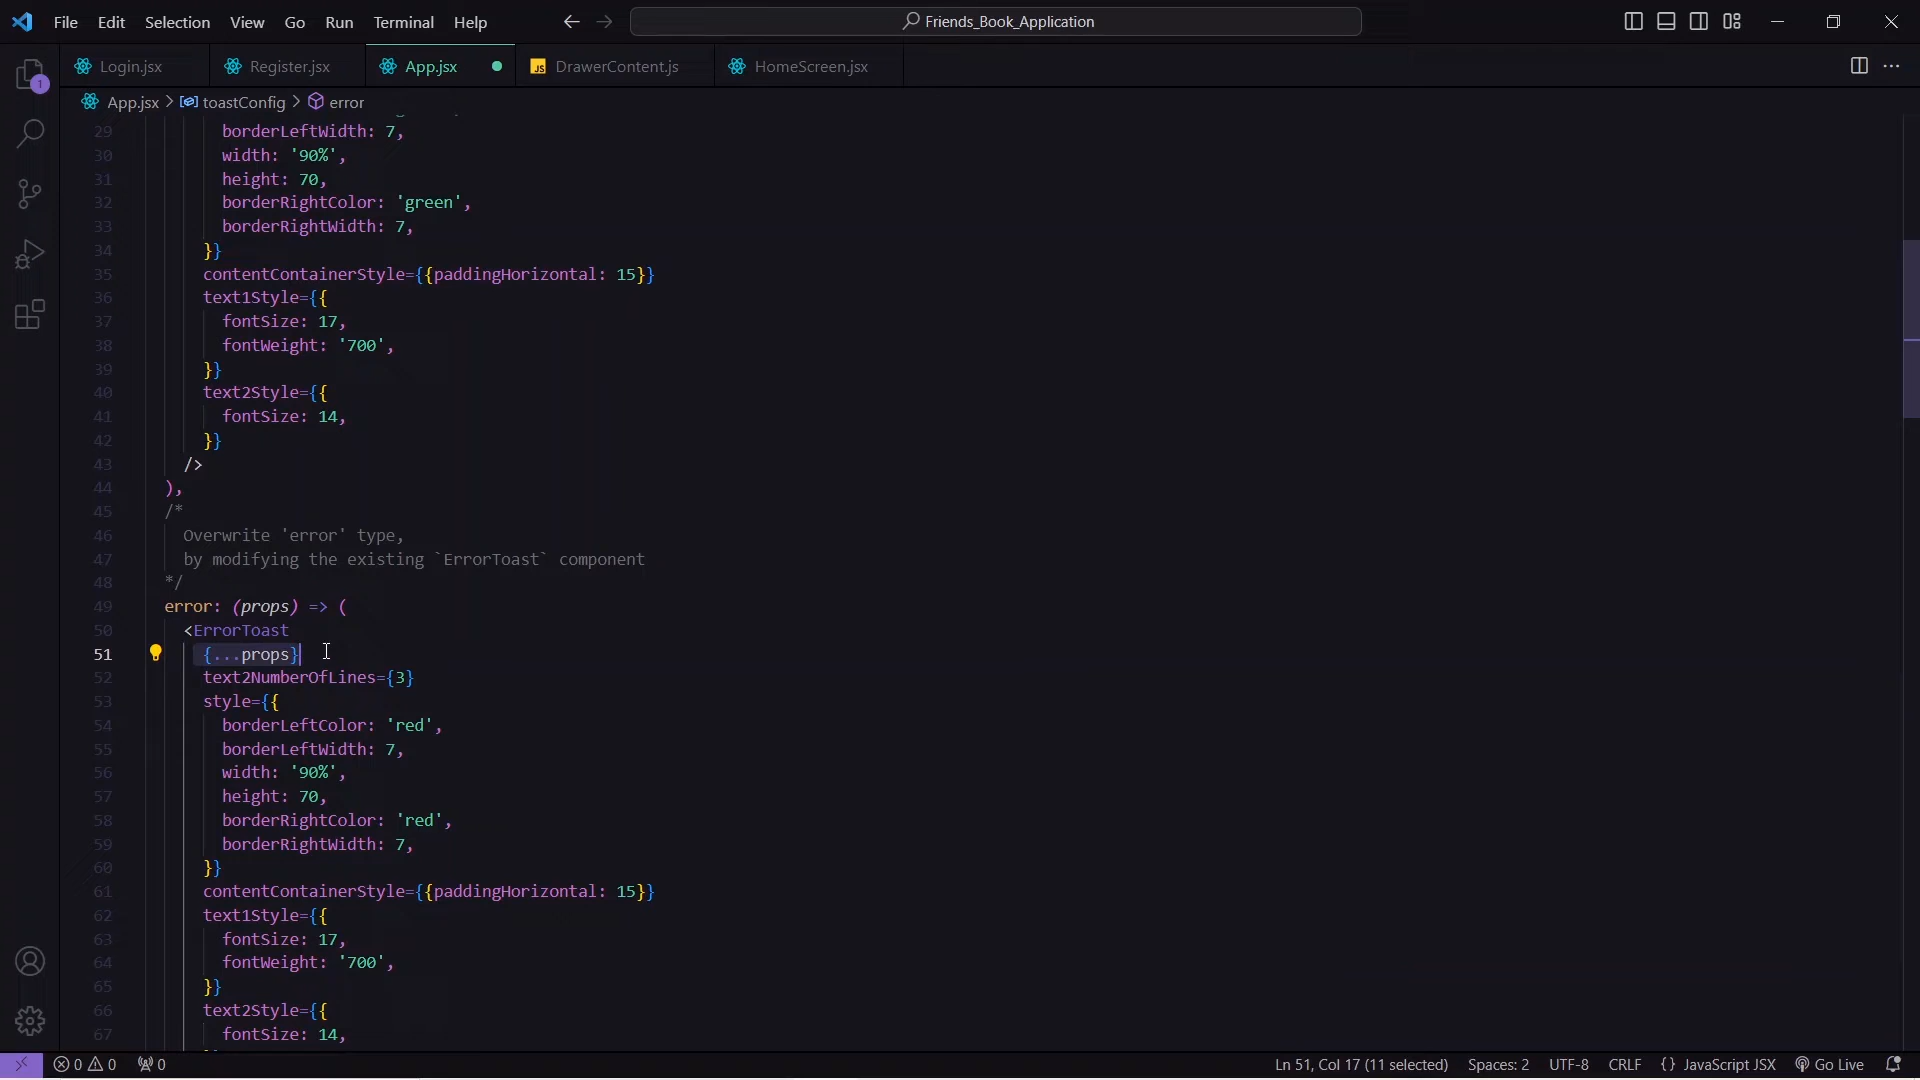 File Edit Selection View Go Run Terminal Help Friends_Book_Application
1
Login.jsx Register.jsx App.jsx JS DrawerContent.js HomeScreen.jsx
App.jsx > toastConfig > error
29 borderLeftWidth: 7,
30 width: '90%',
31 height: 70,
32 borderRightColor: 'green',
33 borderRightWidth: 7,
34 }}
35 contentContainerStyle={{paddingHorizontal: 15}}
36 text1Style={{
37 fontSize: 17,
38 fontWeight: '700',
39 }}
40 text2Style={{
41 fontSize: 14,
42 }}
43 />
44 ),
45 /*
46 Overwrite 'error' type,
47 by modifying the existing `ErrorToast` component
48 */
49 error: (props) => (
50 <ErrorToast
51 {...props}
52 text2NumberOfLines={3}
53 style={{
54 borderLeftColor: 'red',
55 borderLeftWidth: 7,
56 width: '90%',
57 height: 70,
58 borderRightColor: 'red',
59 borderRightWidth: 7,
60 }}
61 contentContainerStyle={{paddingHorizontal: 15}}
62 text1Style={{
63 fontSize: 17,
64 fontWeight: '700',
65 }}
66 text2Style={{
67 fontSize: 14,
0 0 0 Ln 51, Col 17 (11 selected) Spaces: 2 UTF-8 CRLF {} JavaScript JSX Go Live